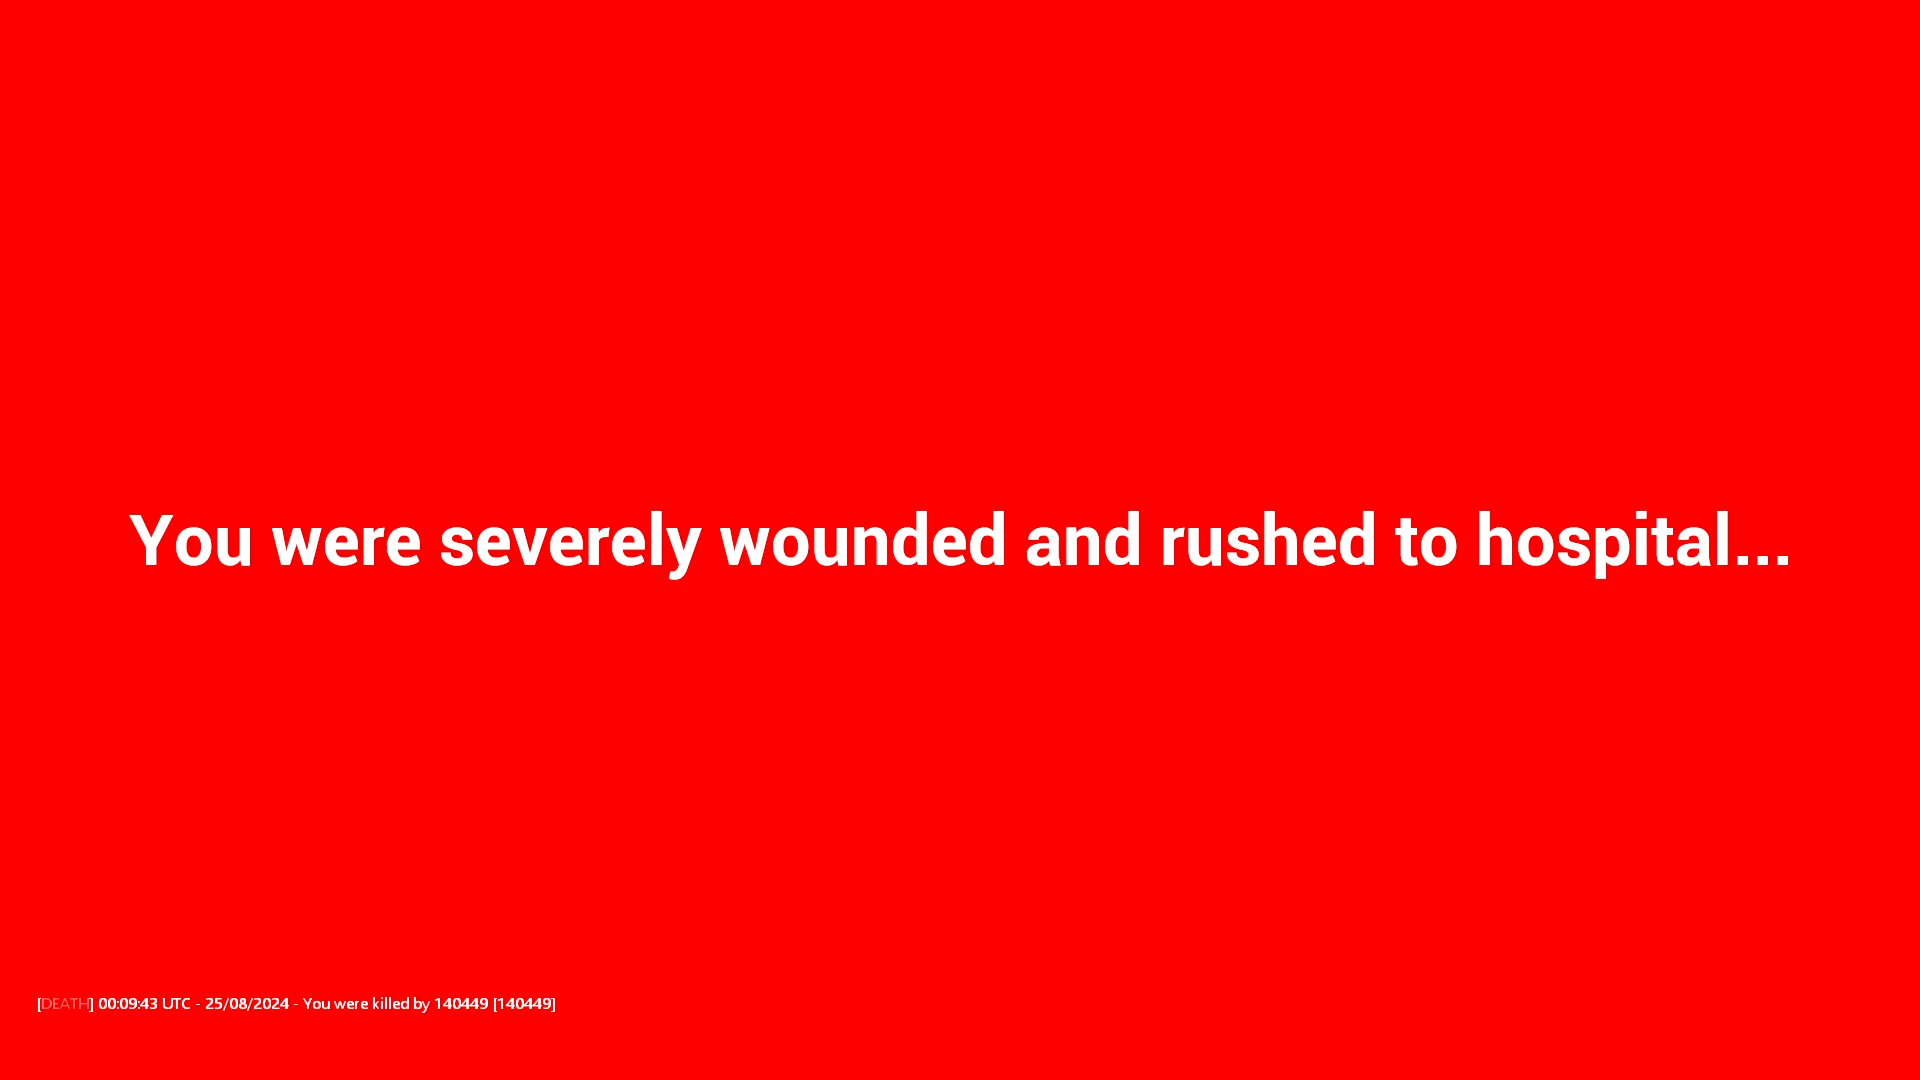 You were severely wounded and rushed to hospital...
[DEATH] 00:09:43 UTC - 25/08/2024 - You were killed by 140449 [140449]